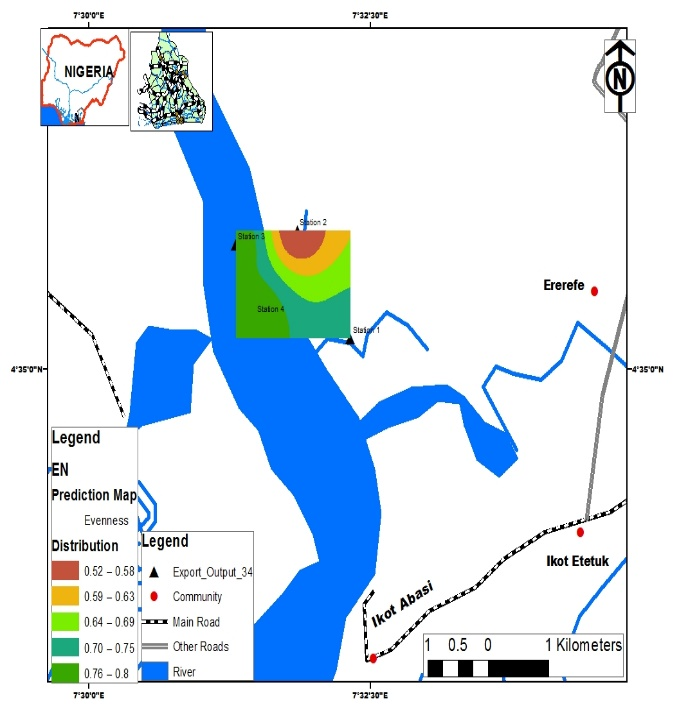 7°30'0"E 7°32'30"E
NIGERIA
N
N
Station 2
Station 3
Station 4
Station 1
Ererefe
4°35'0"N 4°35'0"N
Ikot Etetuk
Ikot Abasi
Legend
EN
Prediction Map
Evenness
Distribution
0.52 – 0.58
0.59 – 0.63
0.64 – 0.69
0.70 – 0.75
0.76 – 0.8
Legend
Export_Output_34
Community
Main Road
Other Roads
River
1 0.5 0 1 Kilometers
7°30'0"E 7°32'30"E